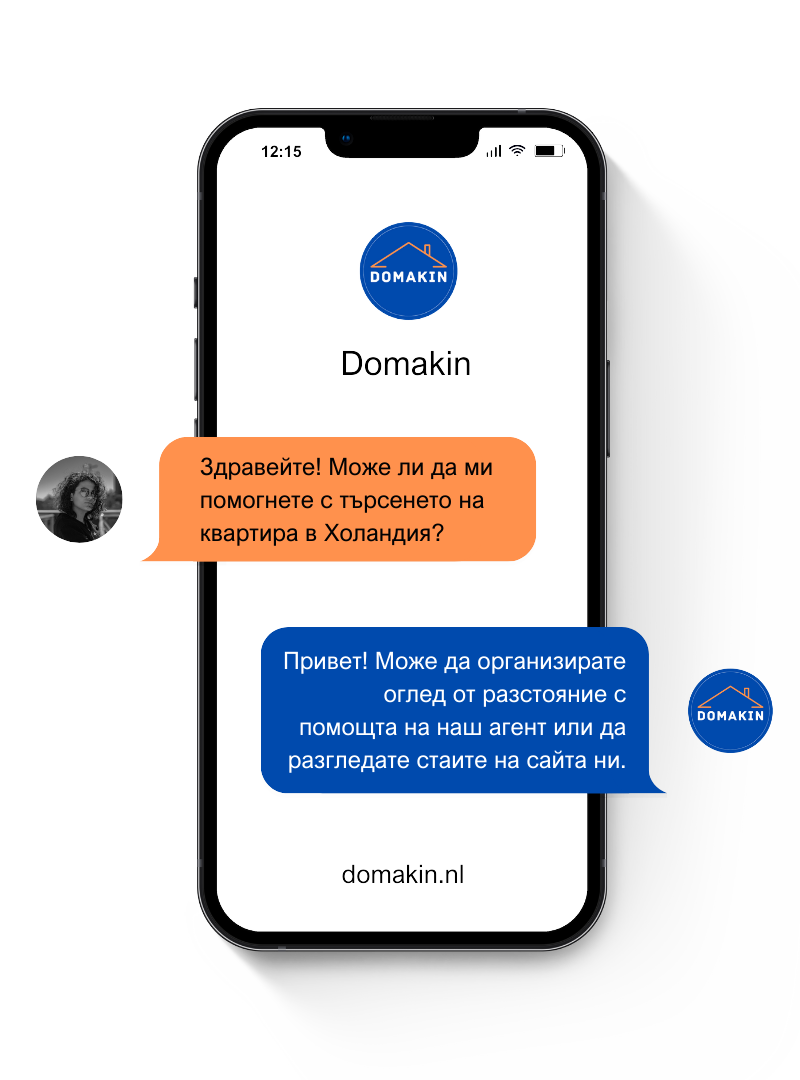 12:15
DOMAKIN
Domakin
Здравейте! Може ли да ми
помогнете с търсенето на
квартира в Холандия?
Привет! Може да организирате
оглед от разстояние с
помощта на наш агент или да
разгледате стаите на сайта ни.
DOMAKIN
domakin.nl